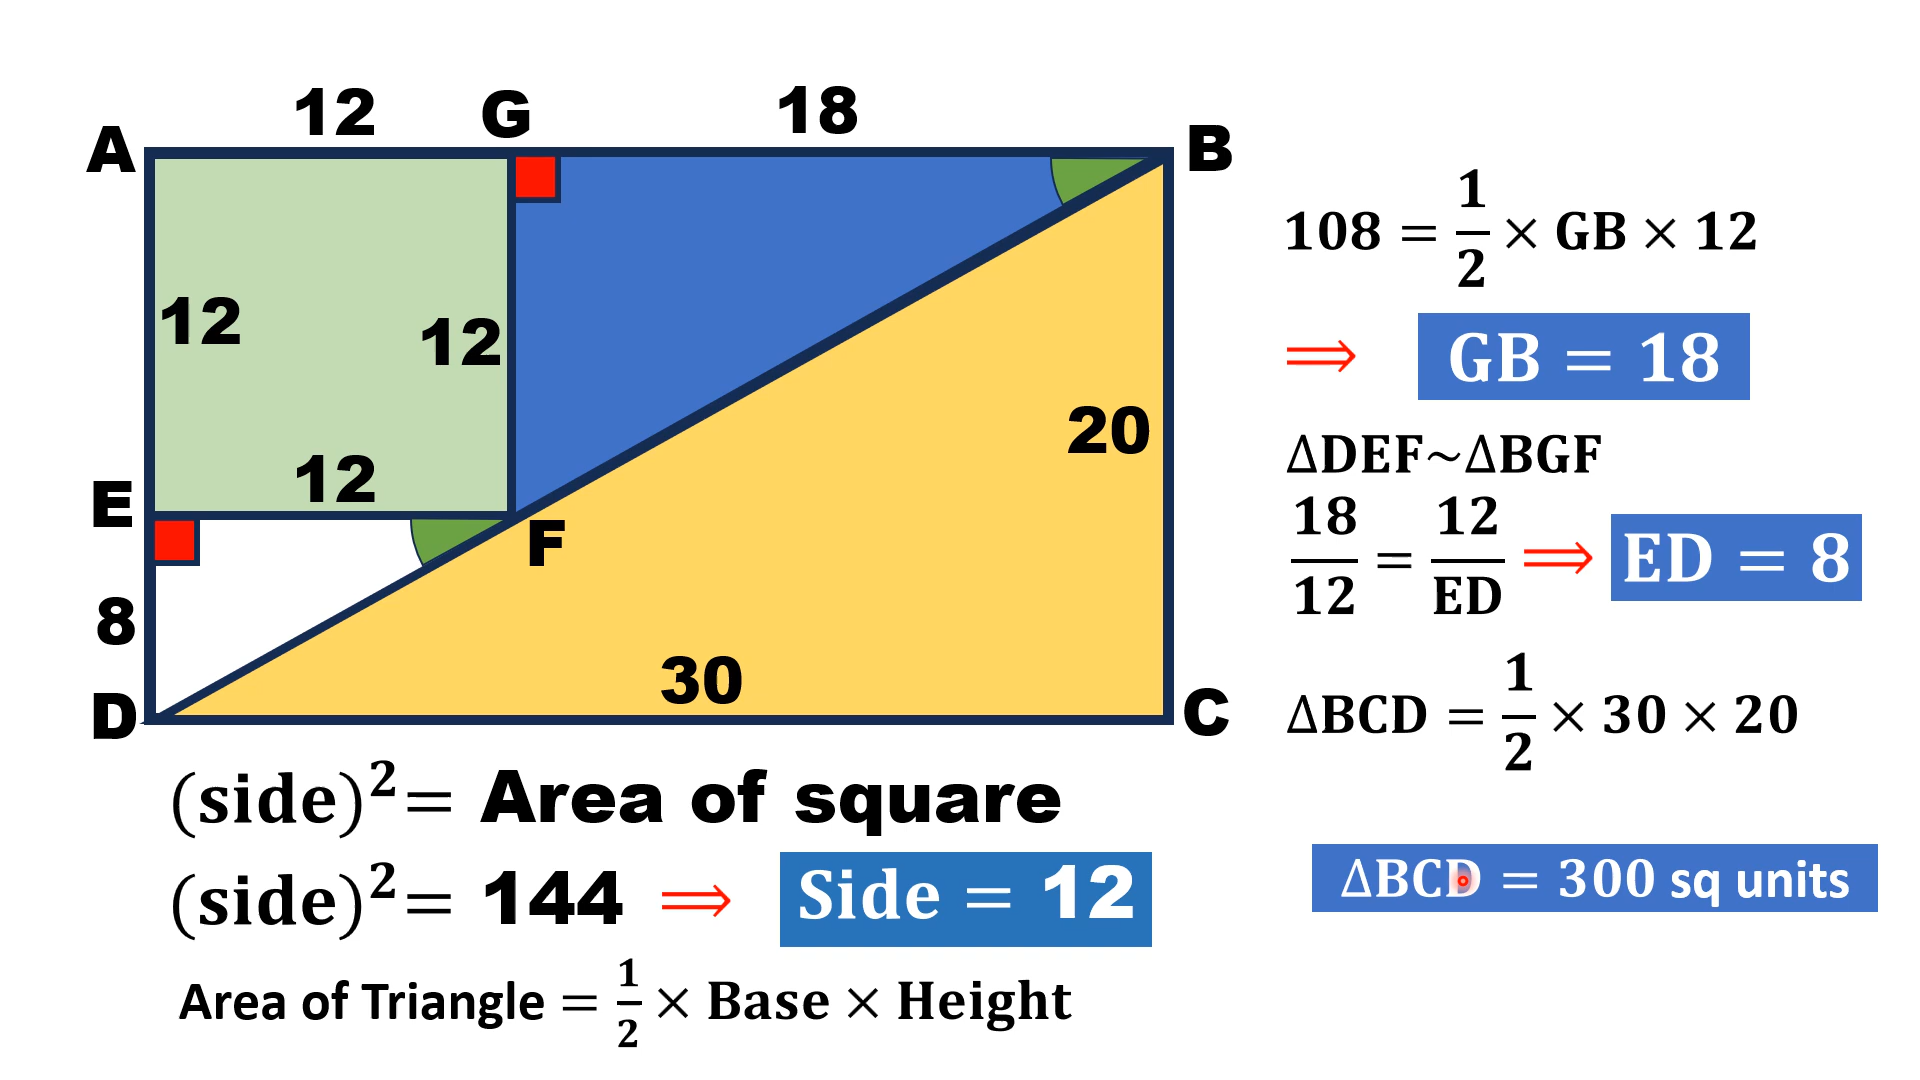 12 G 18
A B
12 12
20
E 12 F
8
30
D C
(side)² = Area of square
(side)² = 144 ⟹ Side = 12
Area of Triangle = 1/2 × Base × Height
108 = 1/2 × GB × 12
⟹ GB = 18
ΔDEF~ΔBGF
18/12 = 12/ED ⟹ ED = 8
ΔBCD = 1/2 × 30 × 20
ΔBCD = 300 sq units